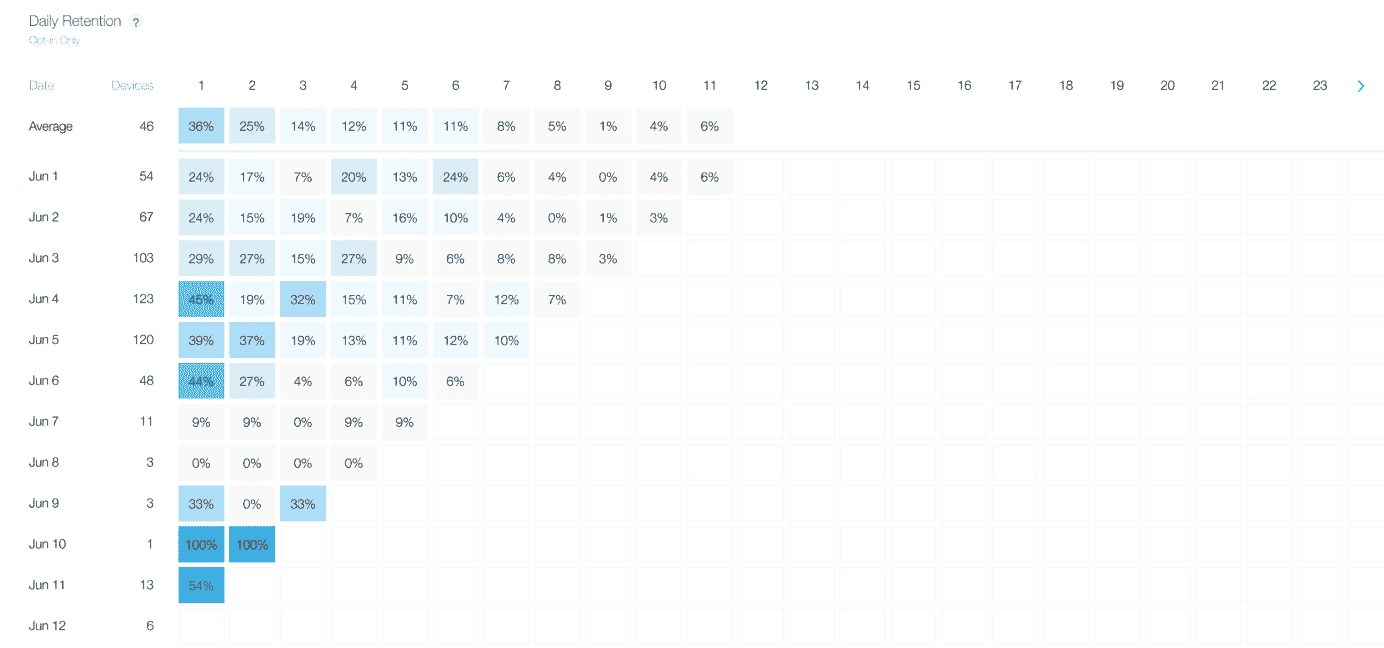 Daily Retention ?
Opt-in Only
Date Devices 1 2 3 4 5 6 7 8 9 10 11 12 13 14 15 16 17 18 19 20 21 22 23
Average 46 36% 25% 14% 12% 11% 11% 8% 5% 1% 4% 6%
Jun 1 54 24% 17% 7% 20% 13% 24% 6% 4% 0% 4% 6%
Jun 2 67 24% 15% 19% 7% 16% 10% 4% 0% 1% 3%
Jun 3 103 29% 27% 15% 27% 9% 6% 8% 8% 3%
Jun 4 123 45% 19% 32% 15% 11% 7% 12% 7%
Jun 5 120 39% 37% 19% 13% 11% 12% 10%
Jun 6 48 44% 27% 4% 6% 10% 6%
Jun 7 11 9% 9% 0% 9% 9%
Jun 8 3 0% 0% 0% 0%
Jun 9 3 33% 0% 33%
Jun 10 1 100% 100%
Jun 11 13 54%
Jun 12 6